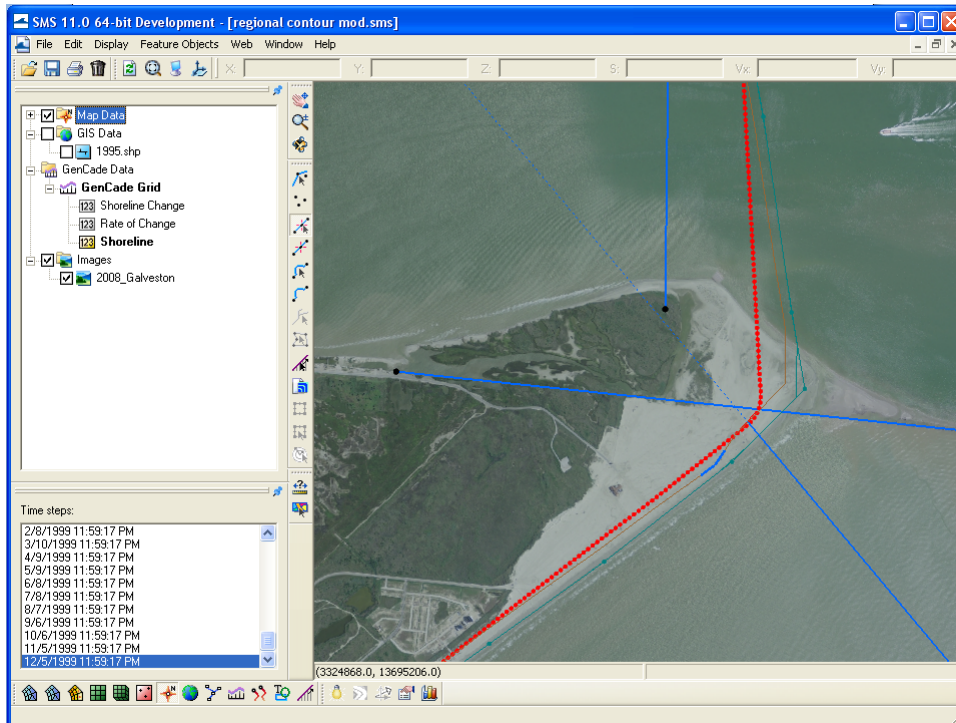 SMS 11.0 64-bit Development - [regional contour mod.sms]
File Edit Display Feature Objects Web Window Help
X: Y: Z: S: Vx: Vy:
Map Data
GIS Data
1995.shp
GenCade Data
GenCade Grid
123 Shoreline Change
123 Rate of Change
123 Shoreline
Images
2008_Galveston
Time steps:
2/8/1999 11:59:17 PM
3/10/1999 11:59:17 PM
4/9/1999 11:59:17 PM
5/9/1999 11:59:17 PM
6/8/1999 11:59:17 PM
7/8/1999 11:59:17 PM
8/7/1999 11:59:17 PM
9/6/1999 11:59:17 PM
10/6/1999 11:59:17 PM
11/5/1999 11:59:17 PM
12/5/1999 11:59:17 PM
(3324868.0, 13695206.0)